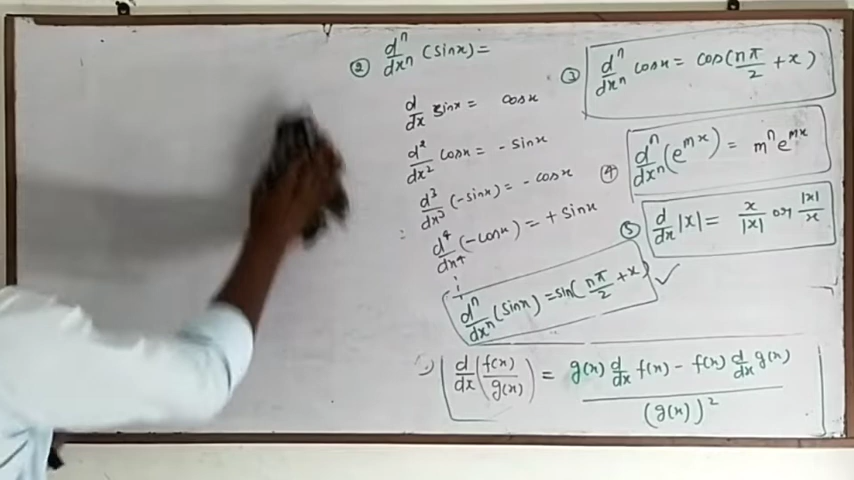 ② dⁿ/dxⁿ (sinx) =
d/dx sinx = cosx
d²/dx² cosx = - sinx
d³/dx³ (-sinx) = - cosx
d⁴/dx⁴ (-cosx) = + sinx
dⁿ/dxⁿ (sinx) = sin(nπ/2 + x) ✓
③ dⁿ/dxⁿ cosx = cos(nπ/2 + x)
④ dⁿ/dxⁿ (e^mx) = mⁿ e^mx
⑤ d/dx |x| = x/|x| or |x|/x
d/dx (f(x)/g(x)) = (g(x) d/dx f(x) - f(x) d/dx g(x)) / (g(x))²